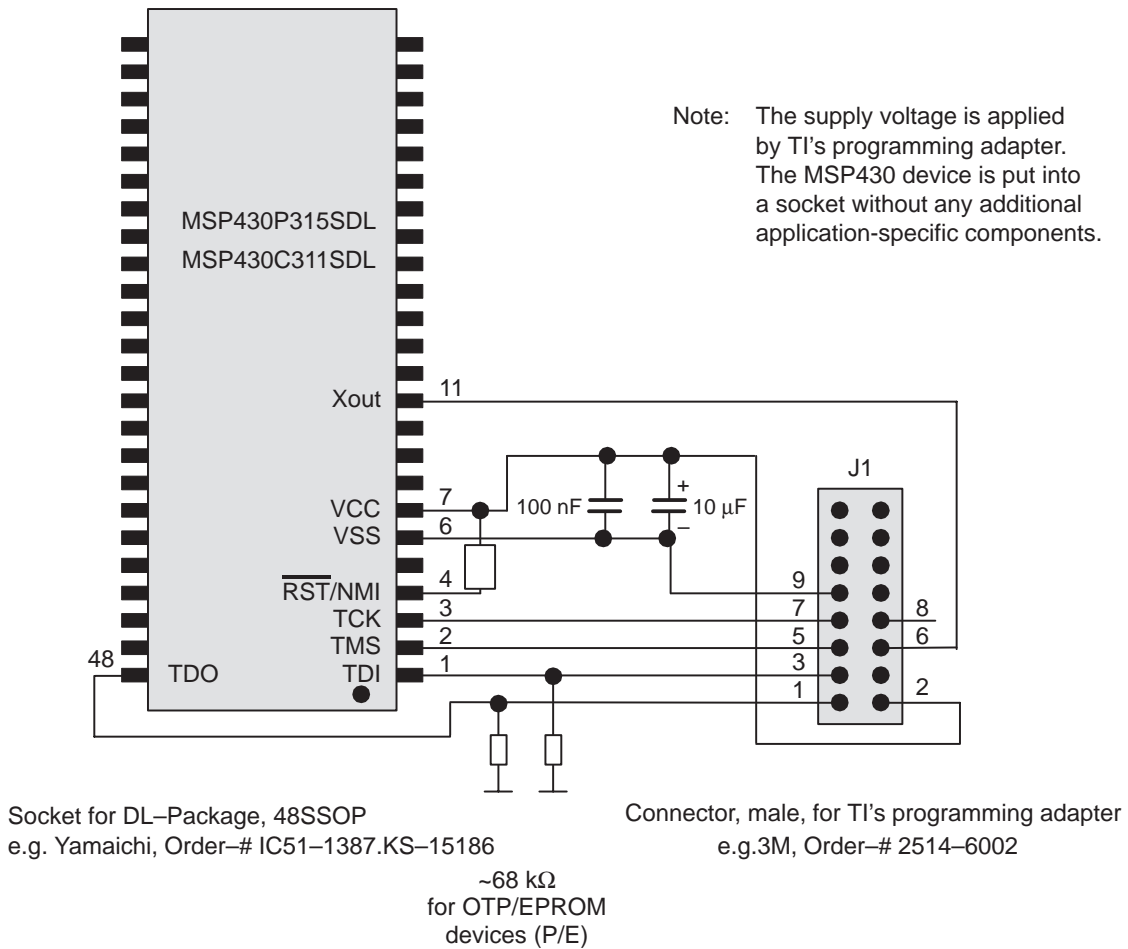 Note: The supply voltage is applied
by TI's programming adapter.
The MSP430 device is put into
a socket without any additional
application-specific components.
MSP430P315SDL
MSP430C311SDL
Xout
11
J1
VCC
7
100 nF
+
10 μF
–
VSS
6
RST/NMI
4
9
TCK
3
7
8
TMS
2
5
6
48
TDO
TDI
1
3
1
2
Socket for DL–Package, 48SSOP
e.g. Yamaichi, Order–# IC51–1387.KS–15186
Connector, male, for TI's programming adapter
e.g.3M, Order–# 2514–6002
~68 kΩ
for OTP/EPROM
devices (P/E)